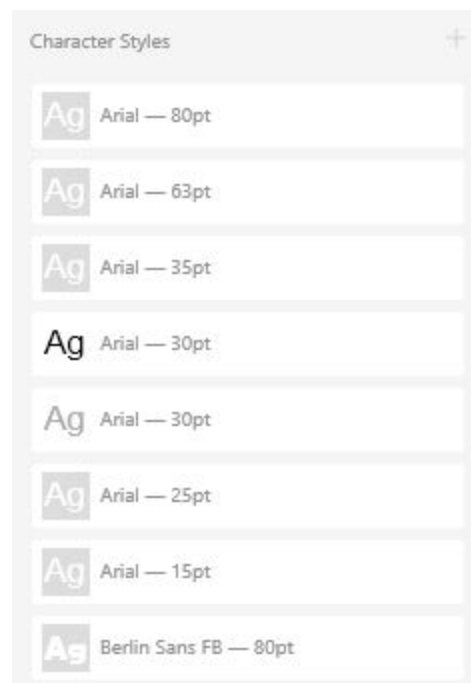 Character Styles +
Ag Arial — 80pt
Ag Arial — 63pt
Ag Arial — 35pt
Ag Arial — 30pt
Ag Arial — 30pt
Ag Arial — 25pt
Ag Arial — 15pt
Ag Berlin Sans FB — 80pt